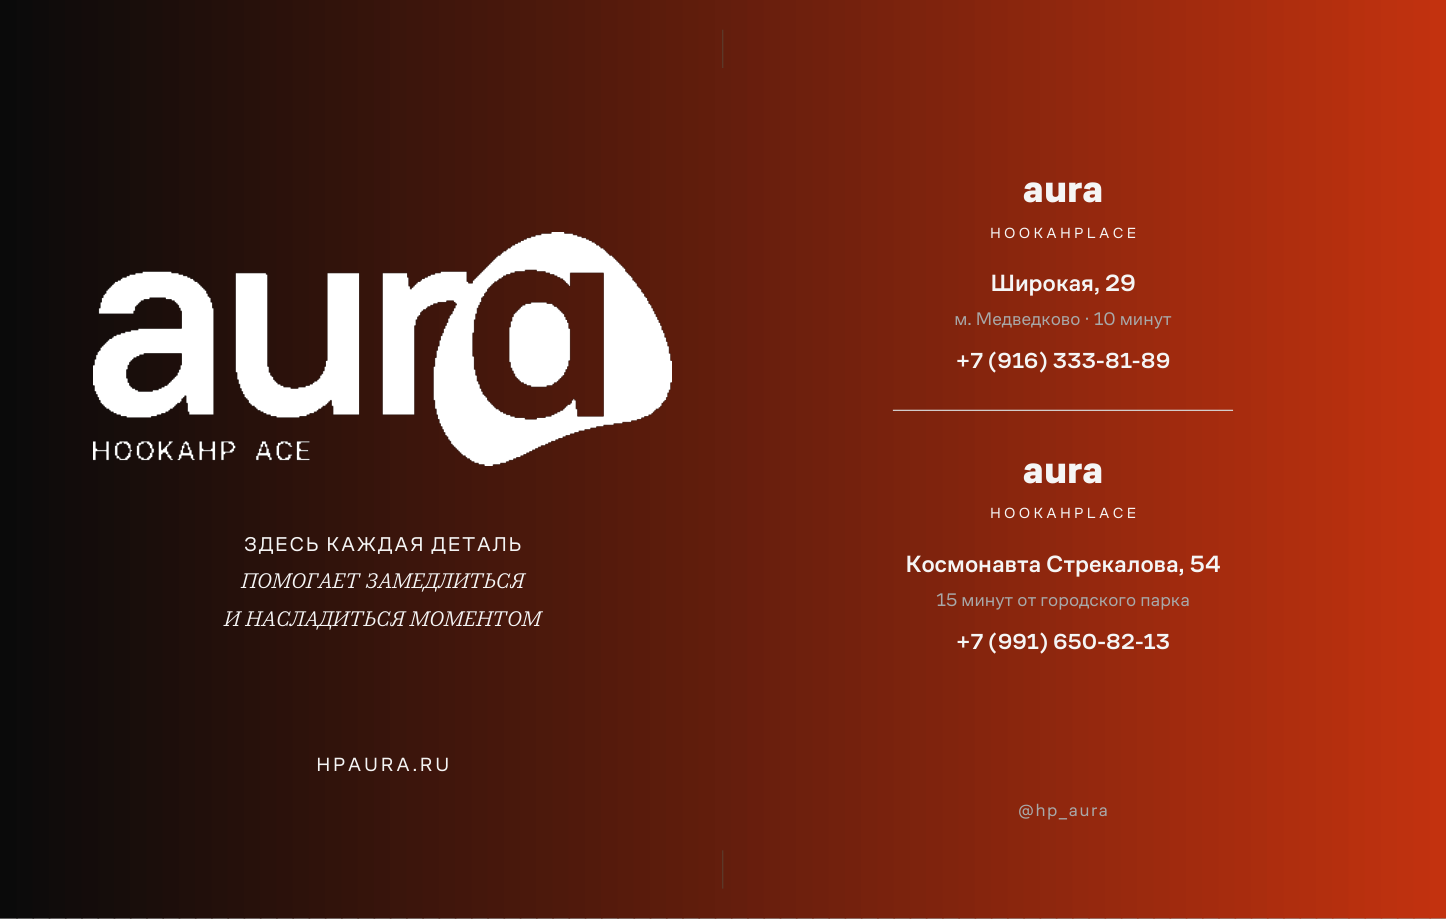 aura
HOOKAHP ACE
ЗДЕСЬ КАЖДАЯ ДЕТАЛЬ
ПОМОГАЕТ ЗАМЕДЛИТЬСЯ
И НАСЛАДИТЬСЯ МОМЕНТОМ
HPAURA.RU
aura
HOOKAHPLACE
Широкая, 29
м. Медведково · 10 минут
+7 (916) 333-81-89
aura
HOOKAHPLACE
Космонавта Стрекалова, 54
15 минут от городского парка
+7 (991) 650-82-13
@hp_aura